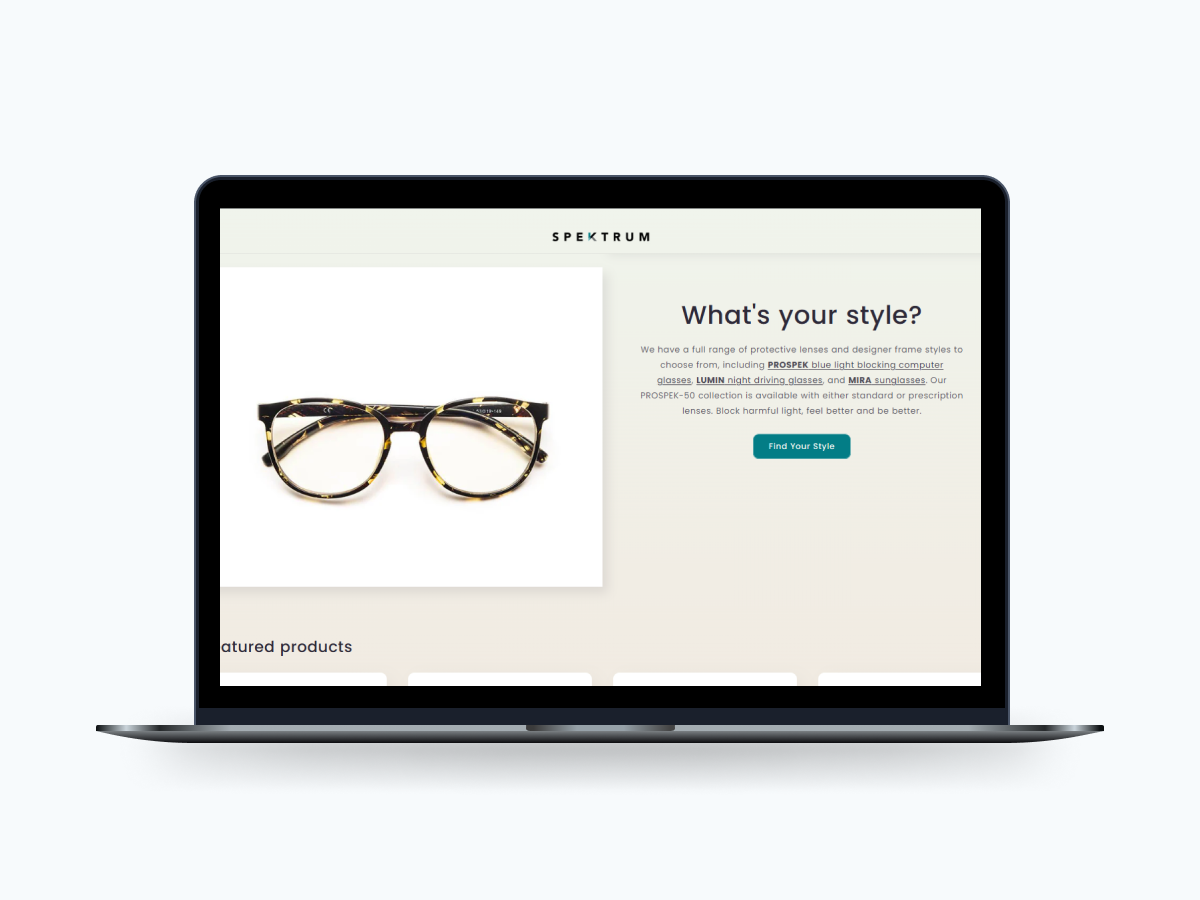 SPEKTRUM
What's your style?
We have a full range of protective lenses and designer frame styles to
choose from, including PROSPEK blue light blocking computer
glasses, LUMIN night driving glasses, and MIRA sunglasses. Our
PROSPEK-50 collection is available with either standard or prescription
lenses. Block harmful light, feel better and be better.
Find Your Style
atured products